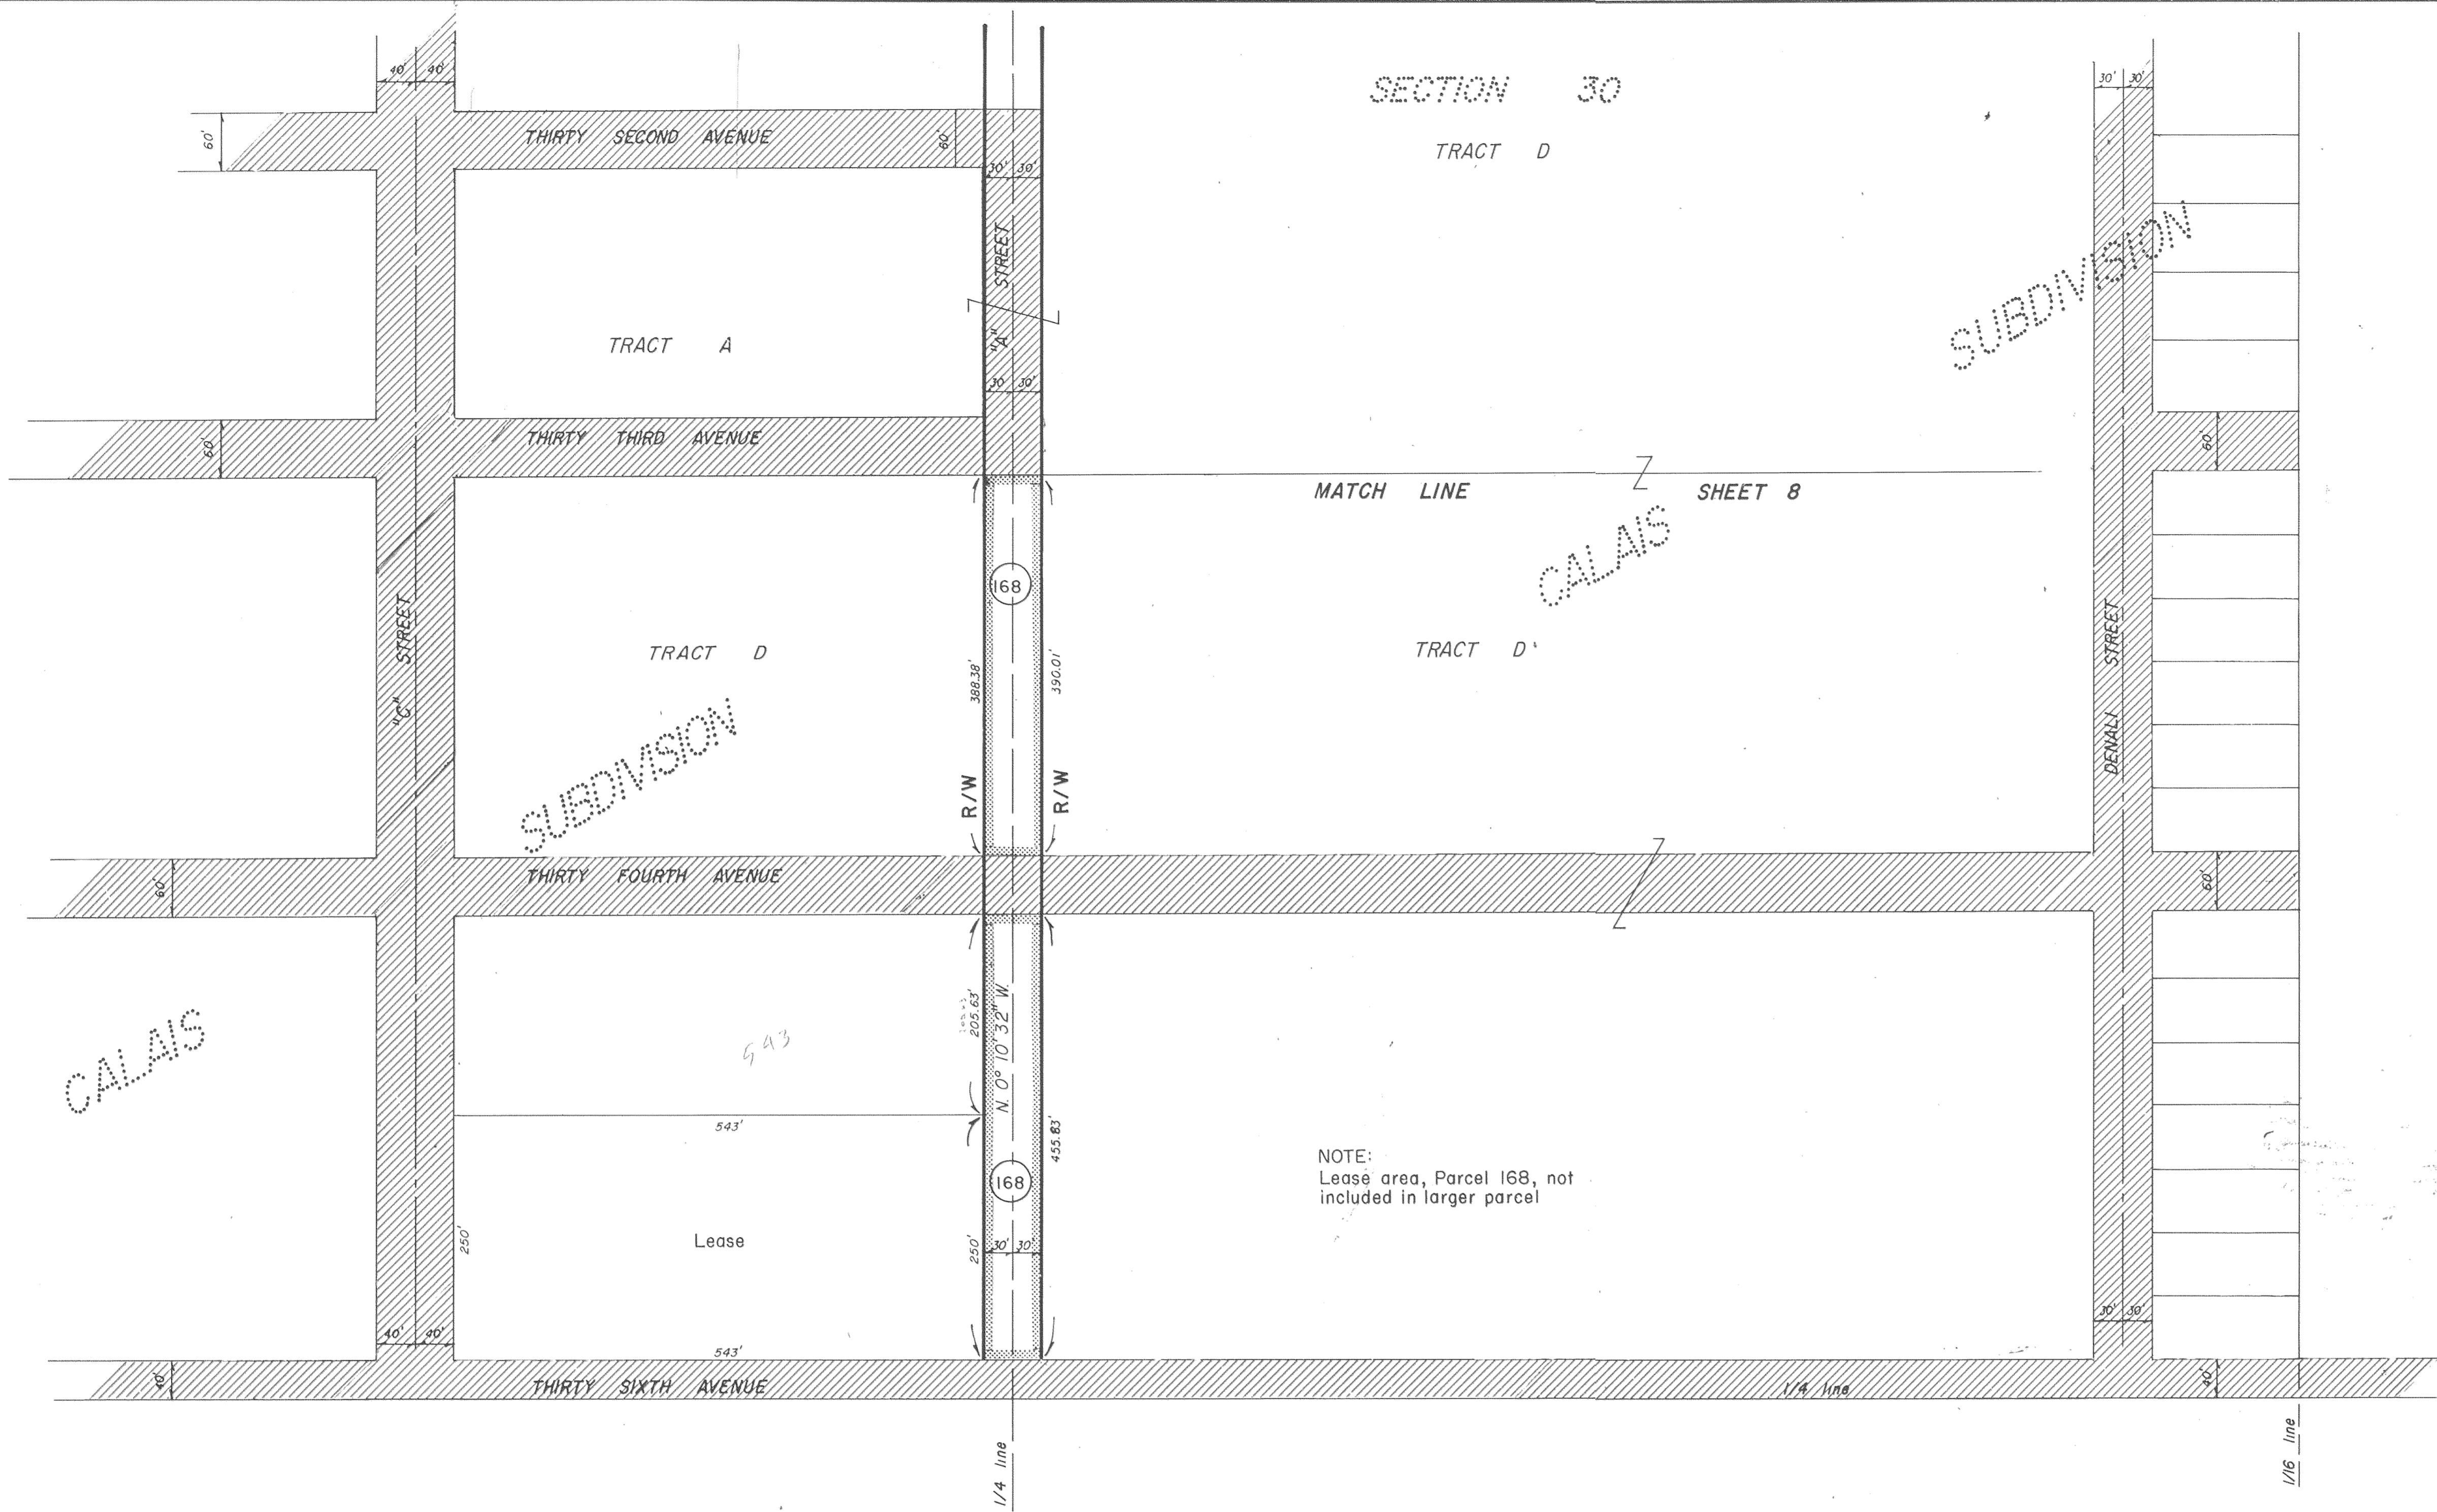 40' 40'
30' 30'
SECTION 30
TRACT D
60'
THIRTY SECOND AVENUE
60'
30' 30'
"A" STREET
SUBDIVISION
TRACT A
30 30'
60'
THIRTY THIRD AVENUE
60'
MATCH LINE SHEET 8
CALAIS
168
"C" STREET
TRACT D
388.38'
390.01'
TRACT D'
DENALI STREET
SUBDIVISION
R/W
R/W
60'
THIRTY FOURTH AVENUE
60'
CALAIS
205.63'
N. 0° 10' 32" W.
543
543'
455.83'
NOTE:
Lease area, Parcel 168, not
included in larger parcel
168
250'
Lease
250'
30' 30'
30' 30'
40' 40'
543'
40'
THIRTY SIXTH AVENUE
1/4 line
40'
1/4 line
1/16 line